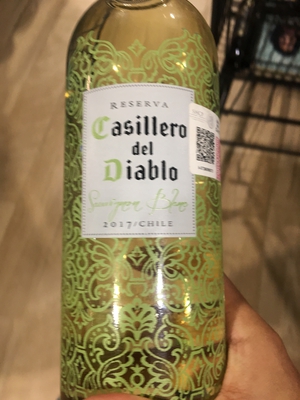 RESERVA
Casillero
del
Diablo
Sauvignon Blanc
2017/CHILE